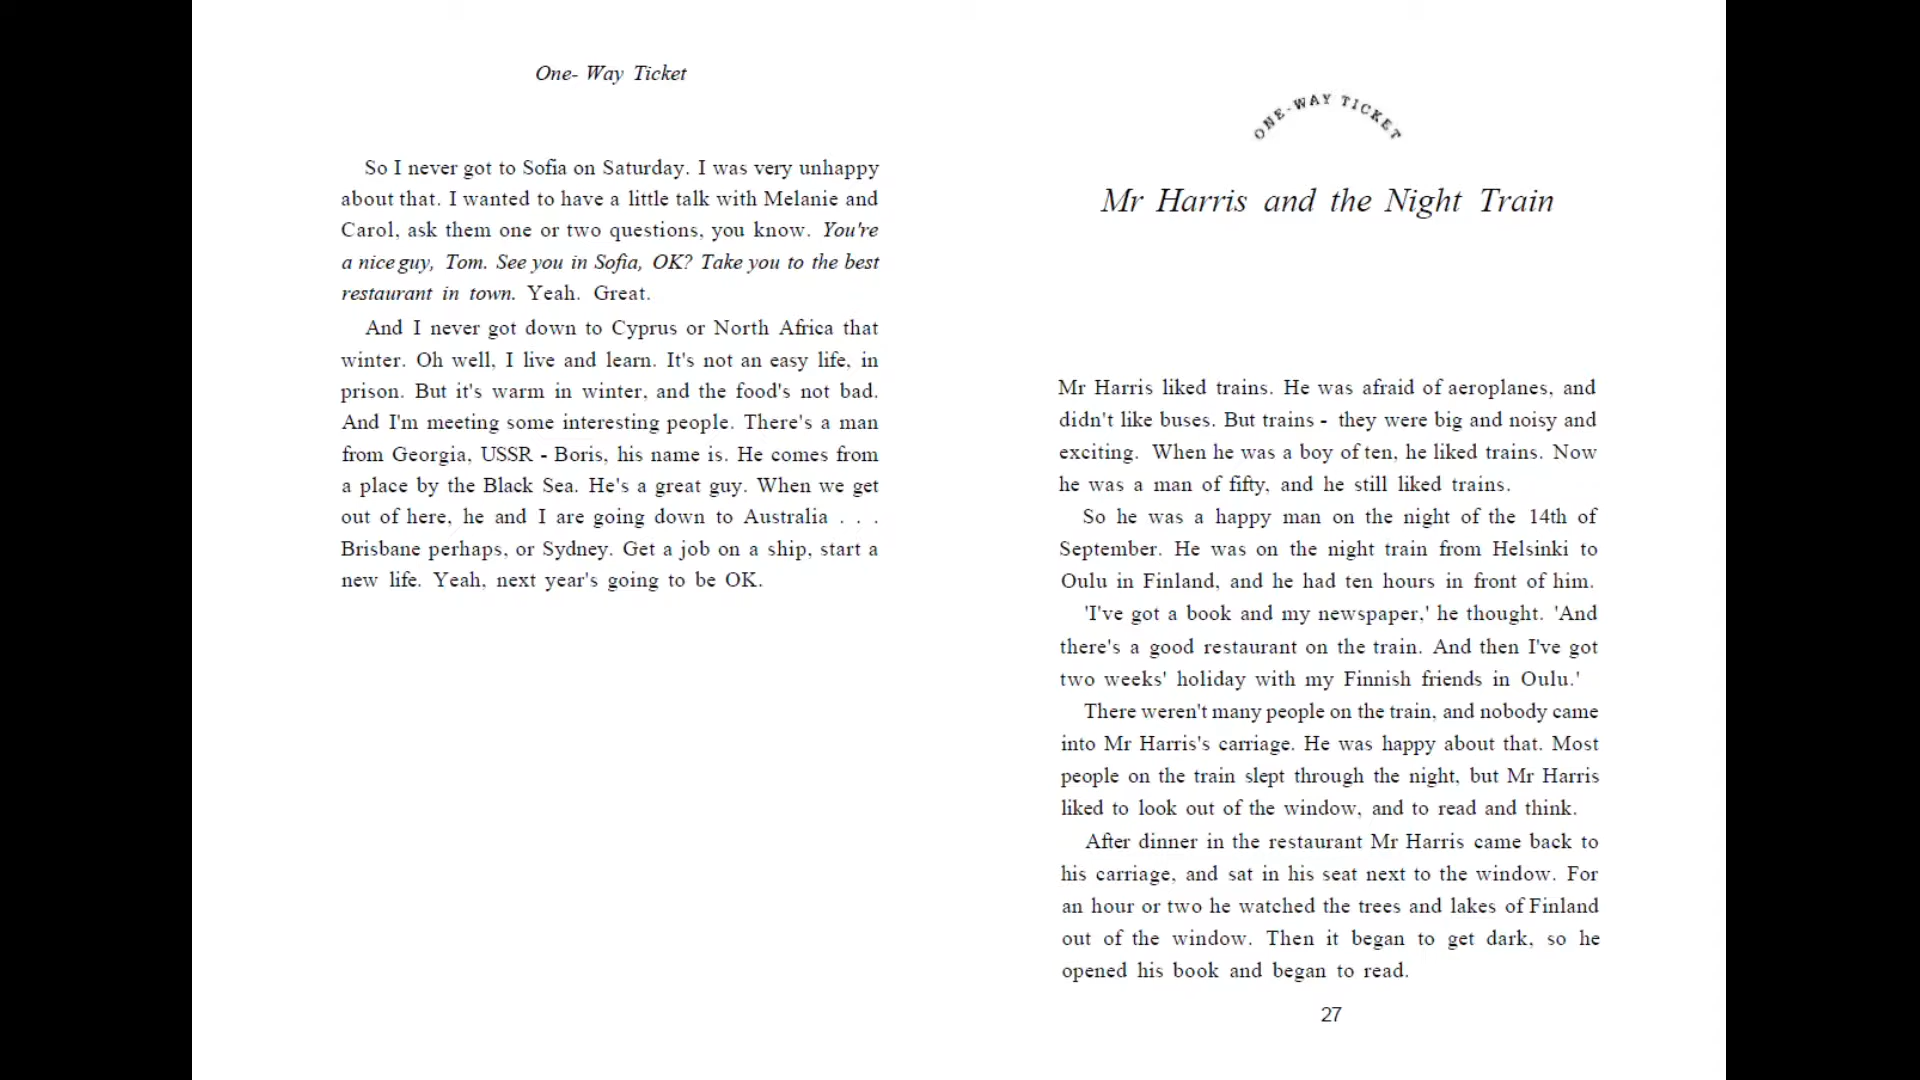 One- Way Ticket
So I never got to Sofia on Saturday. I was very unhappy
about that. I wanted to have a little talk with Melanie and
Carol, ask them one or two questions, you know. You're
a nice guy, Tom. See you in Sofia, OK? Take you to the best
restaurant in town. Yeah. Great.
And I never got down to Cyprus or North Africa that
winter. Oh well, I live and learn. It's not an easy life, in
prison. But it's warm in winter, and the food's not bad.
And I'm meeting some interesting people. There's a man
from Georgia, USSR - Boris, his name is. He comes from
a place by the Black Sea. He's a great guy. When we get
out of here, he and I are going down to Australia . . .
Brisbane perhaps, or Sydney. Get a job on a ship, start a
new life. Yeah, next year's going to be OK.
ONE-WAY TICKET
Mr Harris and the Night Train
Mr Harris liked trains. He was afraid of aeroplanes, and
didn't like buses. But trains - they were big and noisy and
exciting. When he was a boy of ten, he liked trains. Now
he was a man of fifty, and he still liked trains.
So he was a happy man on the night of the 14th of
September. He was on the night train from Helsinki to
Oulu in Finland, and he had ten hours in front of him.
'I've got a book and my newspaper,' he thought. 'And
there's a good restaurant on the train. And then I've got
two weeks' holiday with my Finnish friends in Oulu.'
There weren't many people on the train, and nobody came
into Mr Harris's carriage. He was happy about that. Most
people on the train slept through the night, but Mr Harris
liked to look out of the window, and to read and think.
After dinner in the restaurant Mr Harris came back to
his carriage, and sat in his seat next to the window. For
an hour or two he watched the trees and lakes of Finland
out of the window. Then it began to get dark, so he
opened his book and began to read.
27